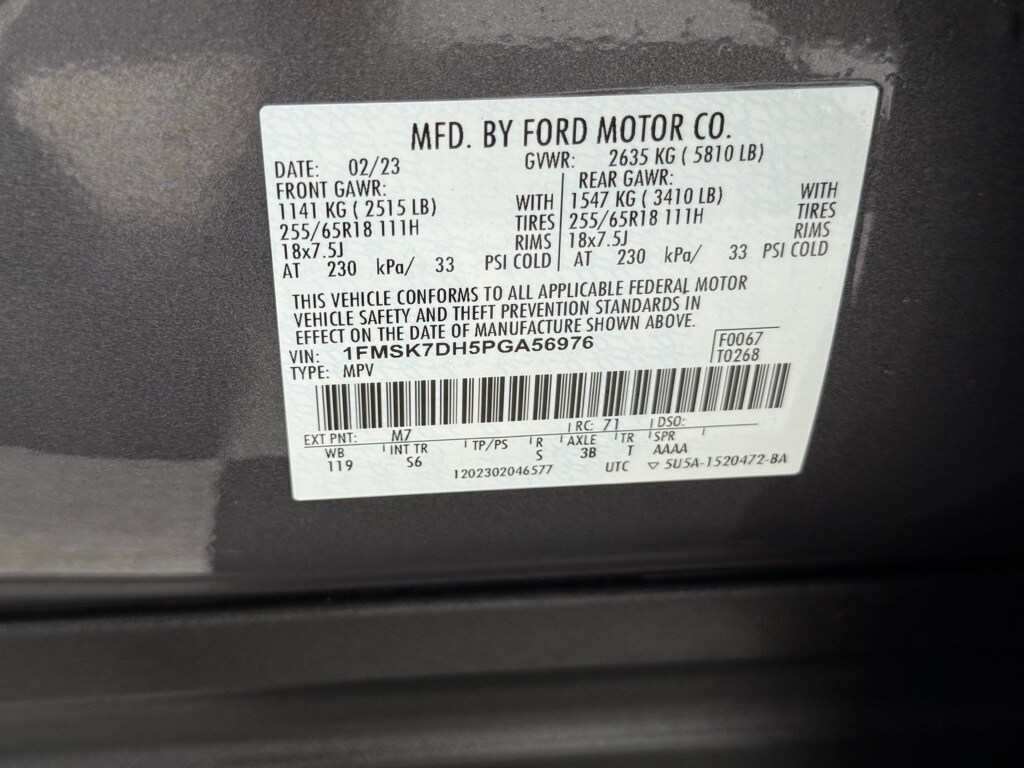 MFD. BY FORD MOTOR CO.
DATE: 02/23 GVWR: 2635 KG ( 5810 LB)
FRONT GAWR: REAR GAWR:
1141 KG ( 2515 LB) WITH 1547 KG ( 3410 LB) WITH
255/65R18 111H TIRES 255/65R18 111H TIRES
18x7.5J RIMS 18x7.5J RIMS
AT 230 kPa/ 33 PSI COLD AT 230 kPa/ 33 PSI COLD
THIS VEHICLE CONFORMS TO ALL APPLICABLE FEDERAL MOTOR
VEHICLE SAFETY AND THEFT PREVENTION STANDARDS IN
EFFECT ON THE DATE OF MANUFACTURE SHOWN ABOVE.
VIN: 1FMSK7DH5PGA56976 F0067
TYPE: MPV T0268
EXT PNT: M7 RC: 71 DSO:
WB INT TR TP/PS R AXLE TR SPR
119 S6 S 3B T AAAA
1202302046577 UTC ▽ 5U5A-1520472-BA